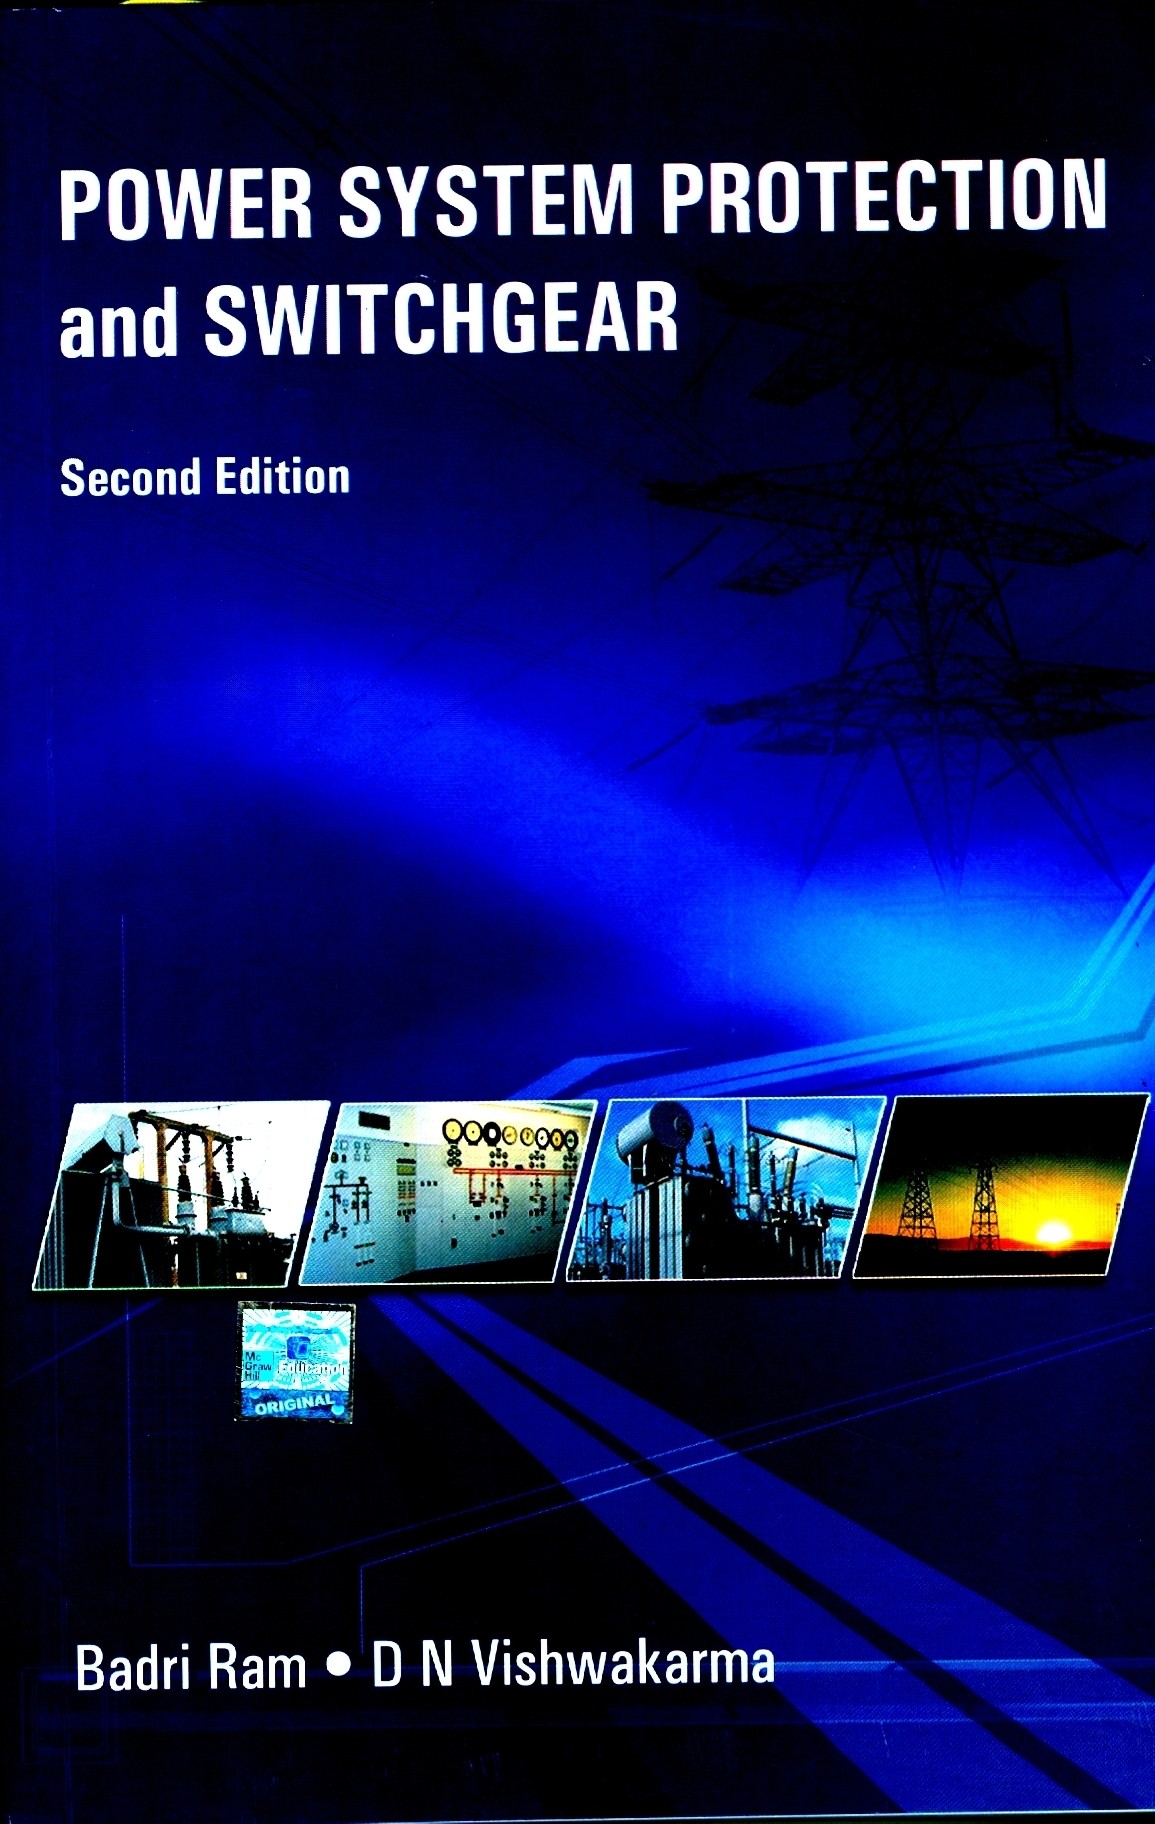 POWER SYSTEM PROTECTION
and SWITCHGEAR
Second Edition
Mc
Graw
Hill
Education
ORIGINAL
Badri Ram • D N Vishwakarma